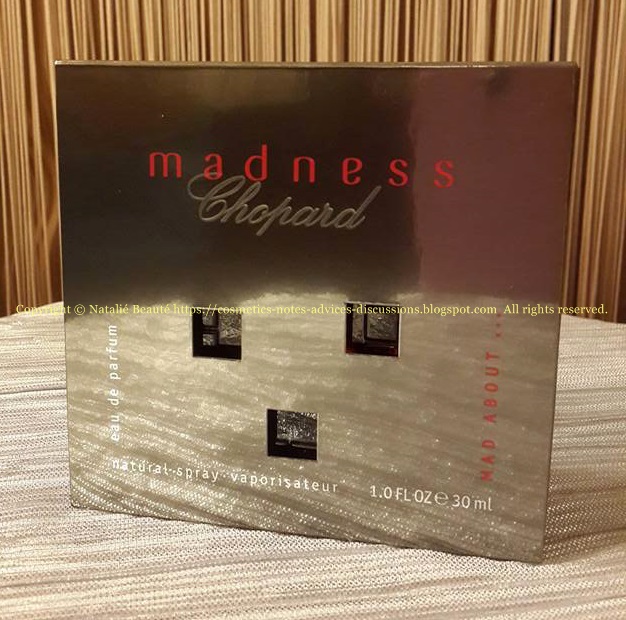 madness
Chopard
Copyright © Natalié Beauté https://cosmetics-notes-advices-discussions.blogspot.com All rights reserved.
eau de parfum
MAD ABOUT ...
natural spray · vaporisateur
1.0 FL OZ ℮ 30 ml